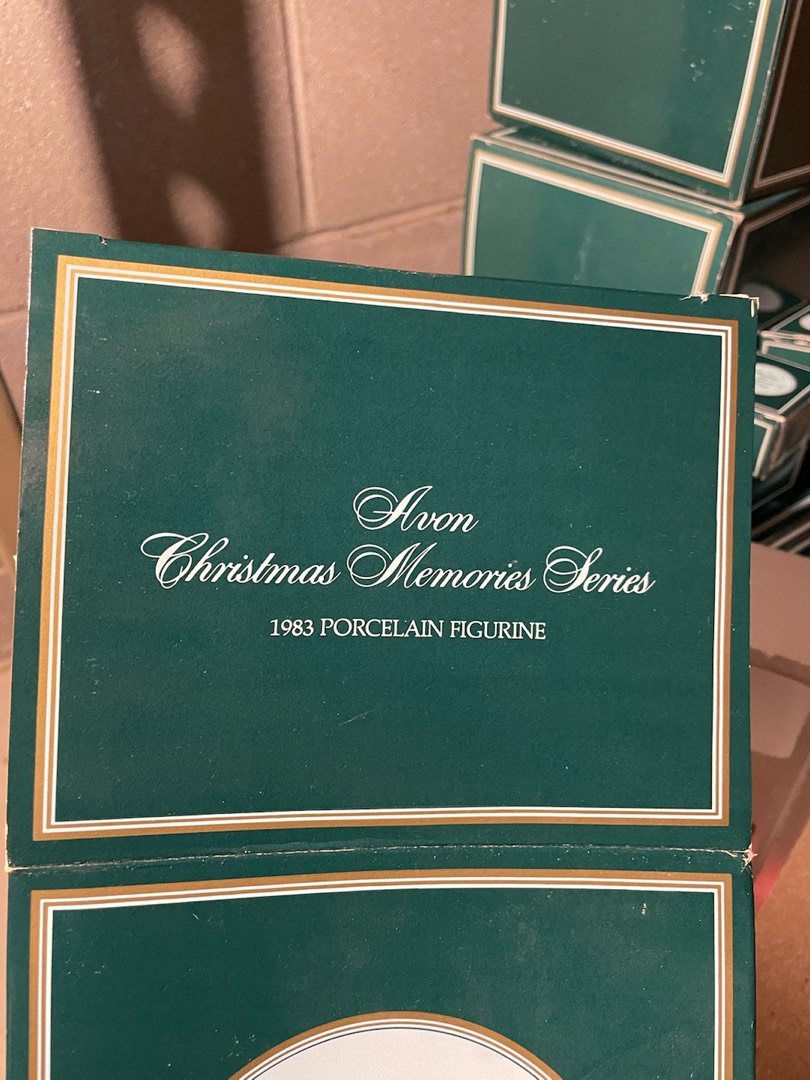 Avon
Christmas Memories Series
1983 PORCELAIN FIGURINE